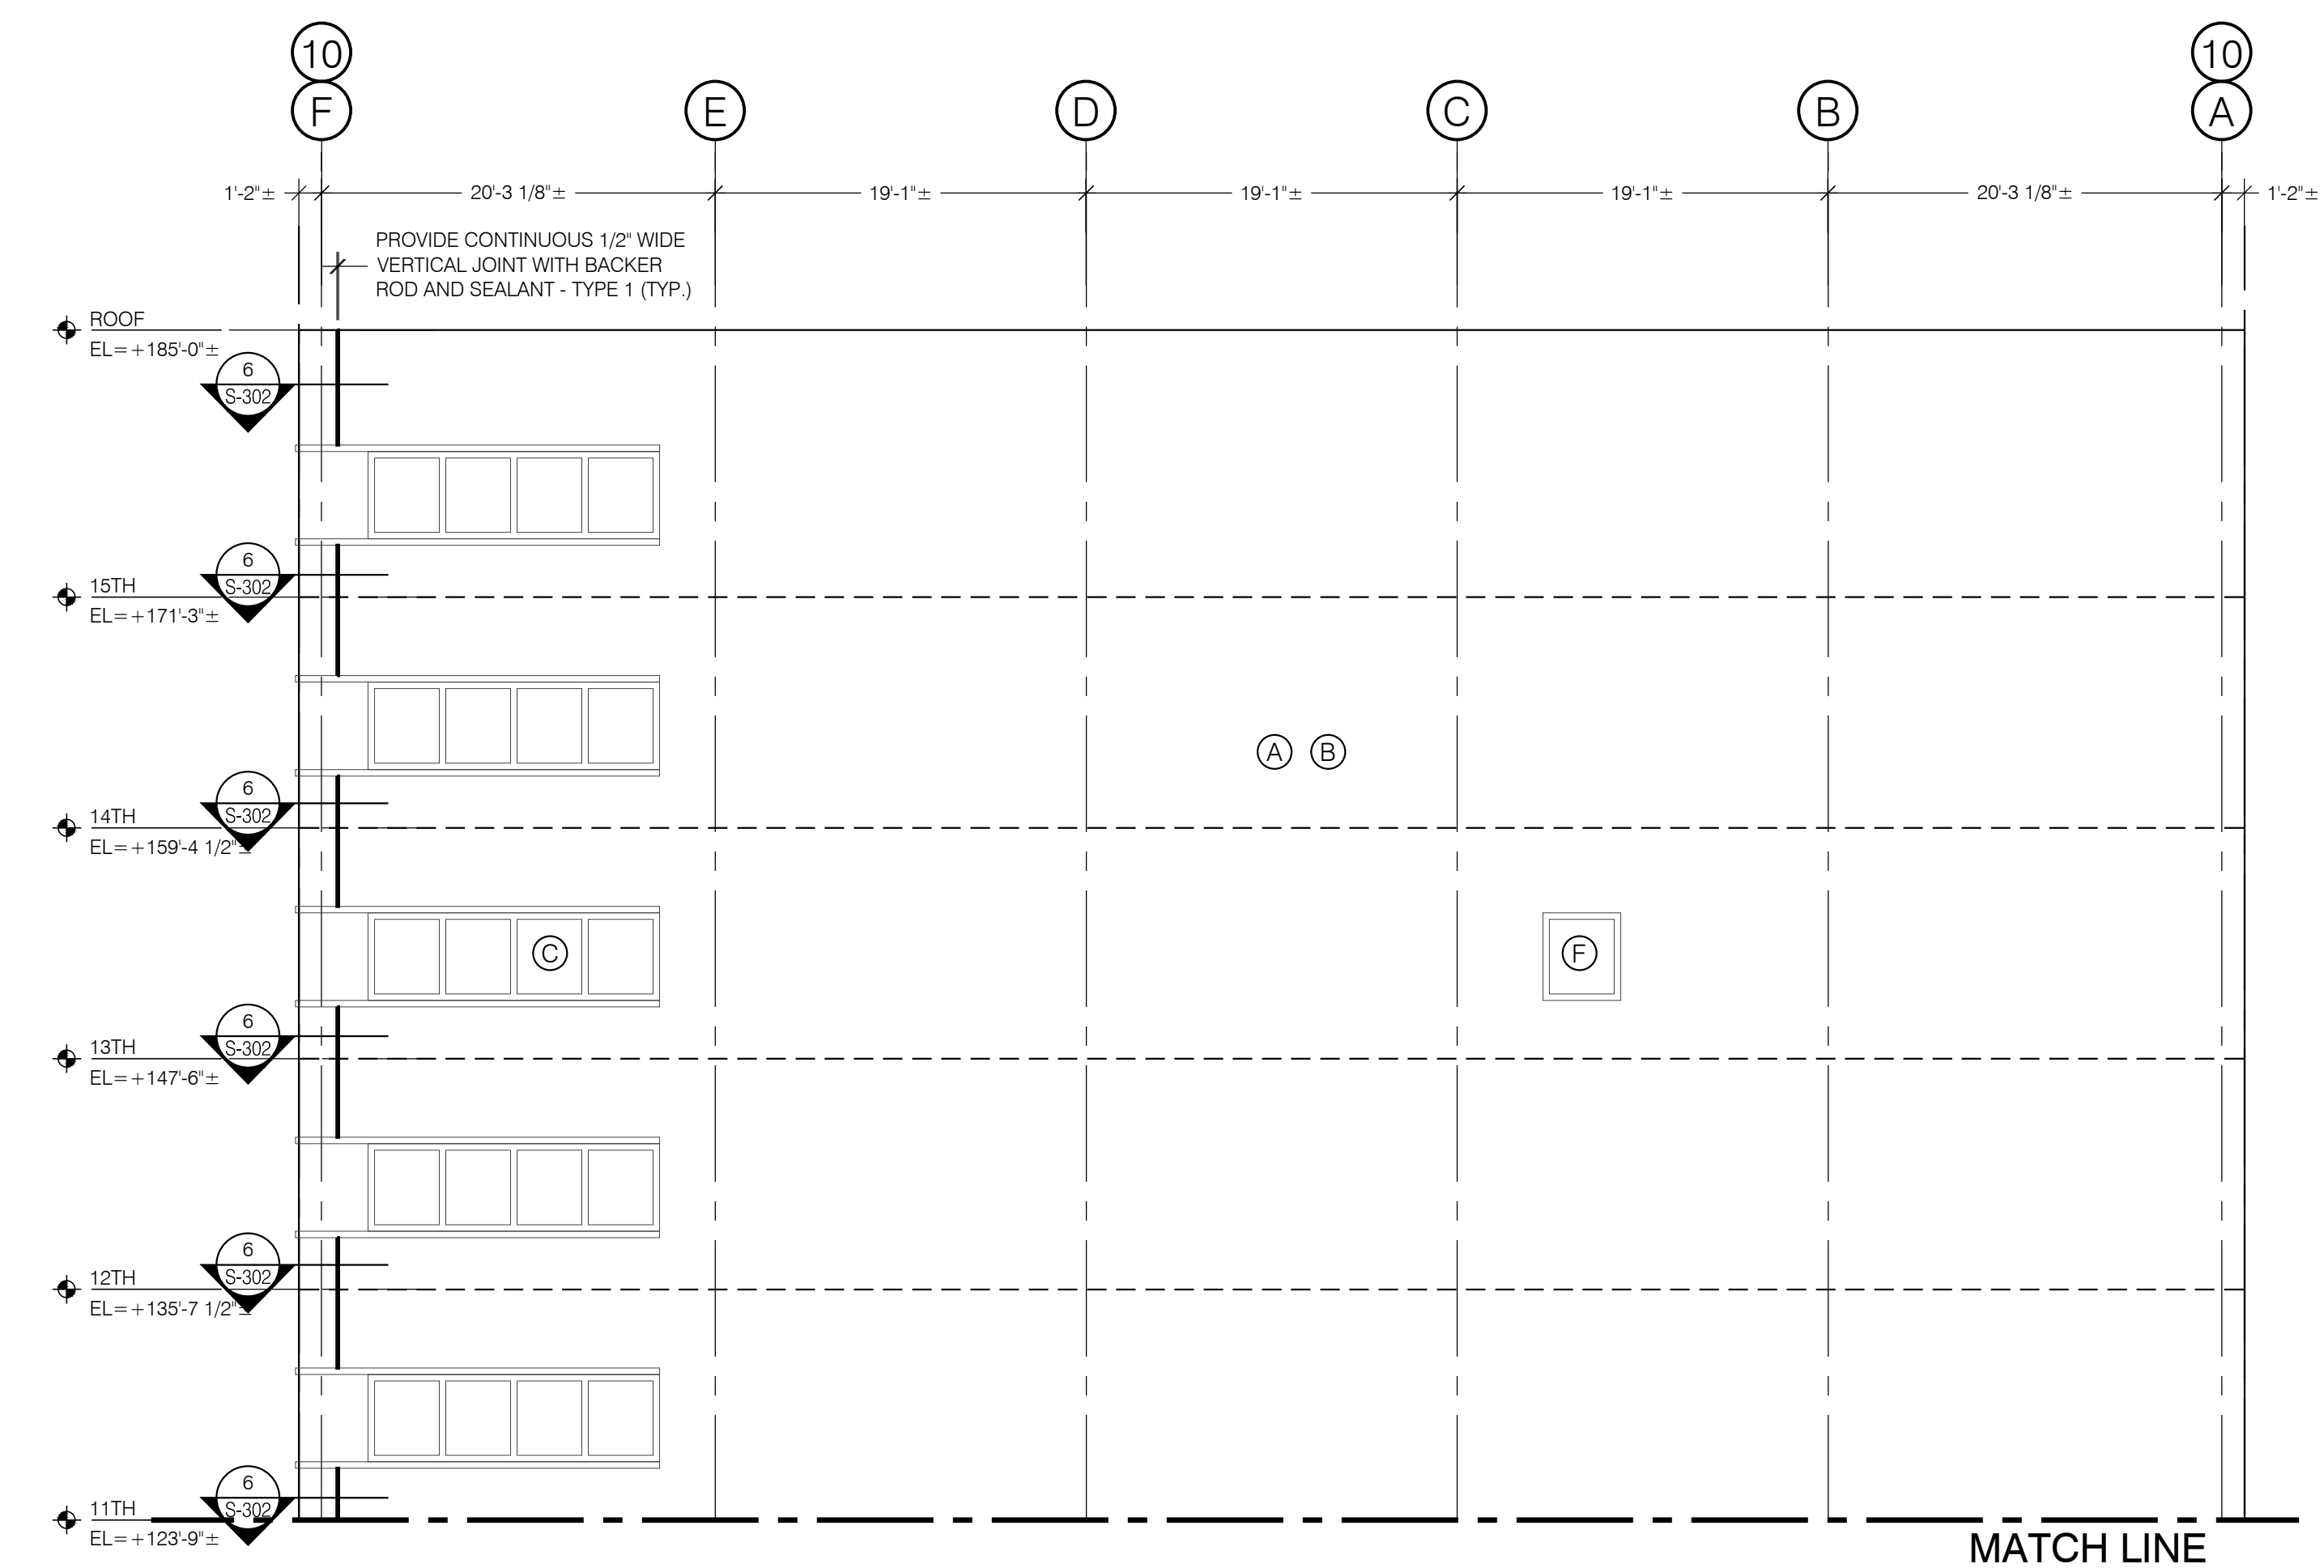 10
10
F
E
D
C
B
A
1'-2"±
20'-3 1/8"±
19'-1"±
19'-1"±
19'-1"±
20'-3 1/8"±
1'-2"±
PROVIDE CONTINUOUS 1/2" WIDE
VERTICAL JOINT WITH BACKER
ROD AND SEALANT - TYPE 1 (TYP.)
ROOF
EL=+185'-0"±
6
S-302
6
S-302
15TH
EL=+171'-3"±
A
B
6
S-302
14TH
EL=+159'-4 1/2"±
C
F
6
S-302
13TH
EL=+147'-6"±
6
S-302
12TH
EL=+135'-7 1/2"±
6
S-302
11TH
EL=+123'-9"±
MATCH LINE